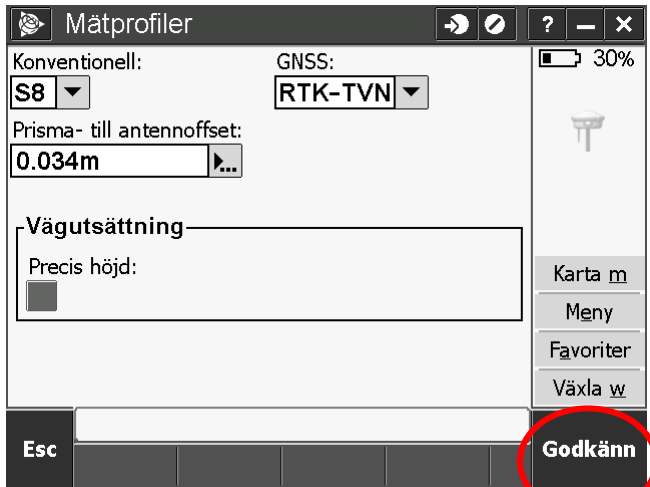 Mätprofiler
? – ×
30%
Konventionell: GNSS:
S8 RTK-TVN
Prisma- till antennoffset:
0.034m ...
Vägutsättning
Precis höjd:
Karta m
Meny
Favoriter
Växla w
Esc
Godkänn